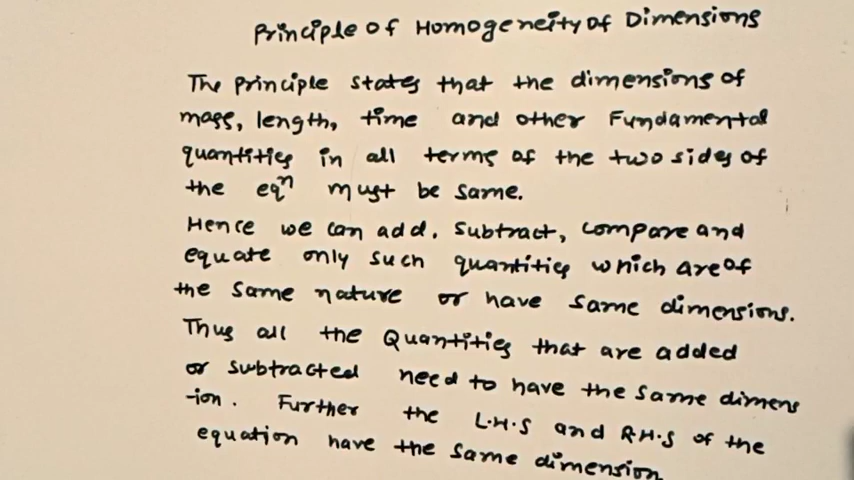 Principle of Homogeneity of Dimensions
The principle states that the dimensions of
mass, length, time and other Fundamental
quantities in all terms of the two sides of
the eqⁿ must be same.
Hence we can add. Subtract, compare and
equate only such quantities which are of
the same nature or have same dimensions.
Thus all the Quantities that are added
or subtracted need to have the same dimens
-ion. Further the L.H.S and R.H.S of the
equation have the same dimension